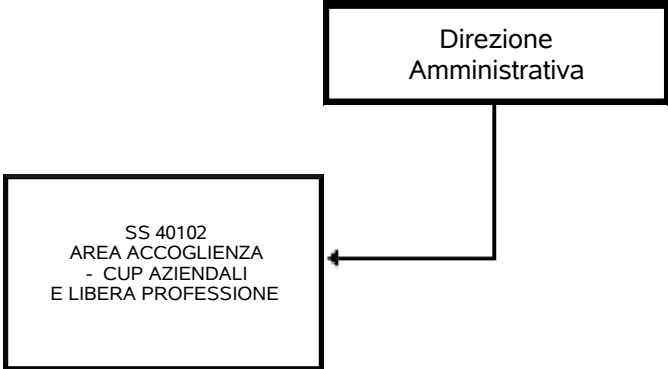 Direzione
Amministrativa
SS 40102
AREA ACCOGLIENZA
- CUP AZIENDALI
E LIBERA PROFESSIONE